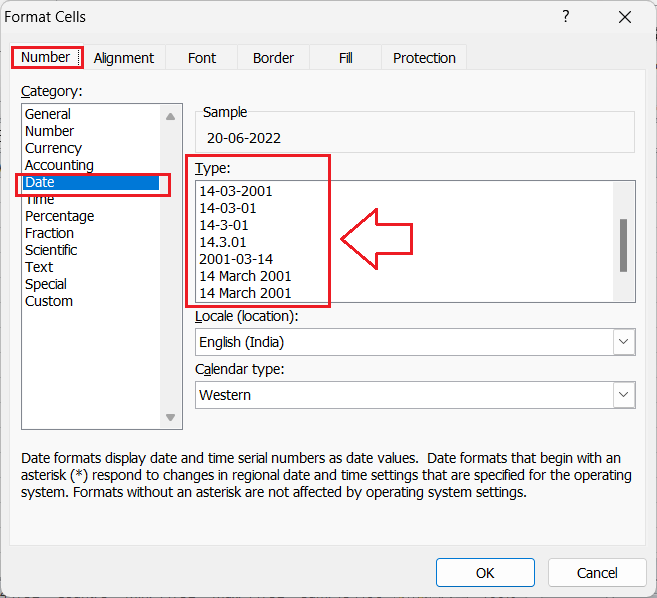 Format Cells ?
Number Alignment Font Border Fill Protection
Category:
General
Number
Currency
Accounting
Date
Time
Percentage
Fraction
Scientific
Text
Special
Custom
Sample
20-06-2022
Type:
14-03-2001
14-03-01
14-3-01
14.3.01
2001-03-14
14 March 2001
14 March 2001
Locale (location):
English (India)
Calendar type:
Western
Date formats display date and time serial numbers as date values. Date formats that begin with an
asterisk (*) respond to changes in regional date and time settings that are specified for the operating
system. Formats without an asterisk are not affected by operating system settings.
OK Cancel